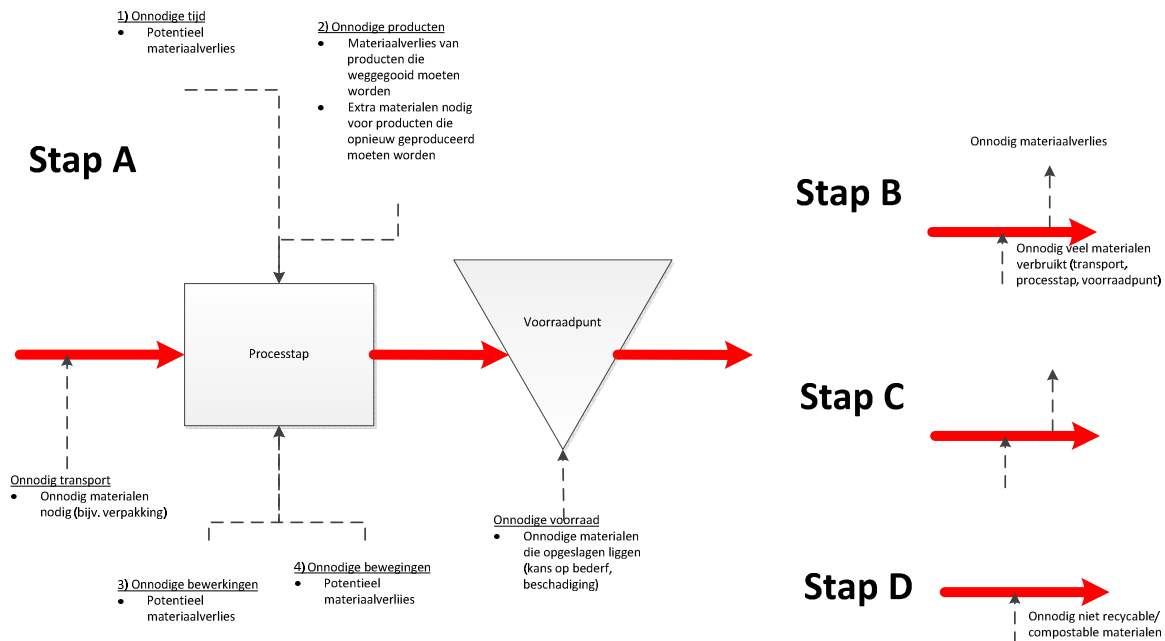 1) Onnodige tijd
• Potentieel
materiaalverlies
2) Onnodige producten
• Materiaalverlies van
producten die
weggegooid moeten
worden
• Extra materialen nodig
voor producten die
opnieuw geproduceerd
moeten worden
Stap A
Processtap
Voorraadpunt
Onnodig transport
• Onnodig materialen
nodig (bijv. verpakking)
3) Onnodige bewerkingen
• Potentieel
materiaalverlies
4) Onnodige bewegingen
• Potentieel
materiaalverliies
Onnodige voorraad
• Onnodige materialen
die opgeslagen liggen
(kans op bederf,
beschadiging)
Stap B
Onnodig materiaalverlies
Onnodig veel materialen
verbruikt (transport,
processtap, voorraadpunt)
Stap C
Stap D
Onnodig niet recycable/
compostable materialen